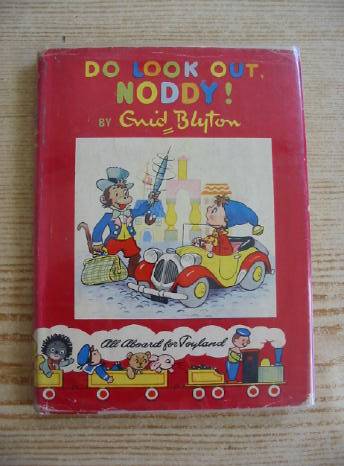 DO LOOK OUT,
NODDY!
BY Enid Blyton
All Aboard for Toyland